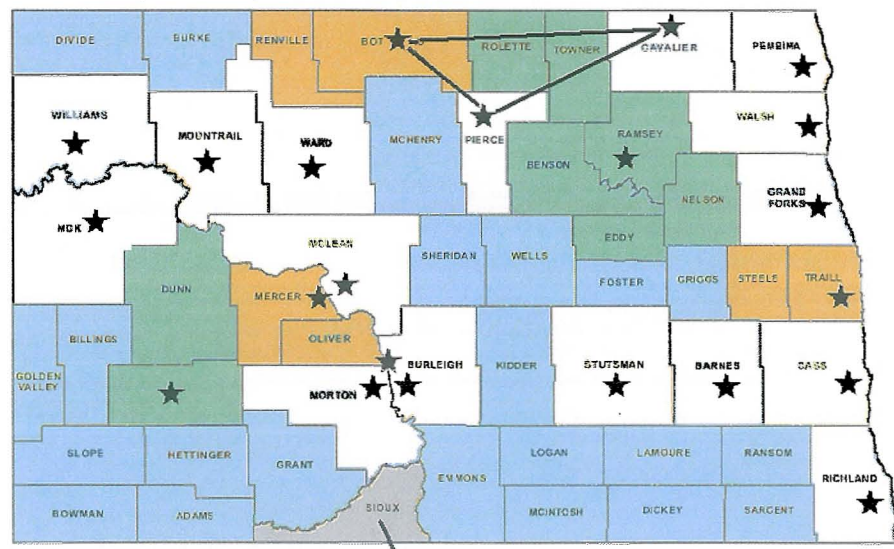 DIVIDE
BURKE
RENVILLE
BOT
ROLETTE
TOWNER
CAVALIER
PEMBINA
WILLIAMS
MOUNTRAIL
WARD
MCHENRY
PIERCE
BENSON
RAMSEY
WALSH
NELSON
GRAND
FORKS
MCK
DUNN
MCLEAN
SHERIDAN
WELLS
EDDY
FOSTER
GRIGGS
STEELE
TRAILL
MERCER
OLIVER
GOLDEN
VALLEY
BILLINGS
MORTON
BURLEIGH
KIDDER
STUTSMAN
BARNES
CASS
SLOPE
HETTINGER
GRANT
EMMONS
LOGAN
LAMOURE
RANSOM
RICHLAND
BOWMAN
ADAMS
SIOUX
MCINTOSH
DICKEY
SARGENT